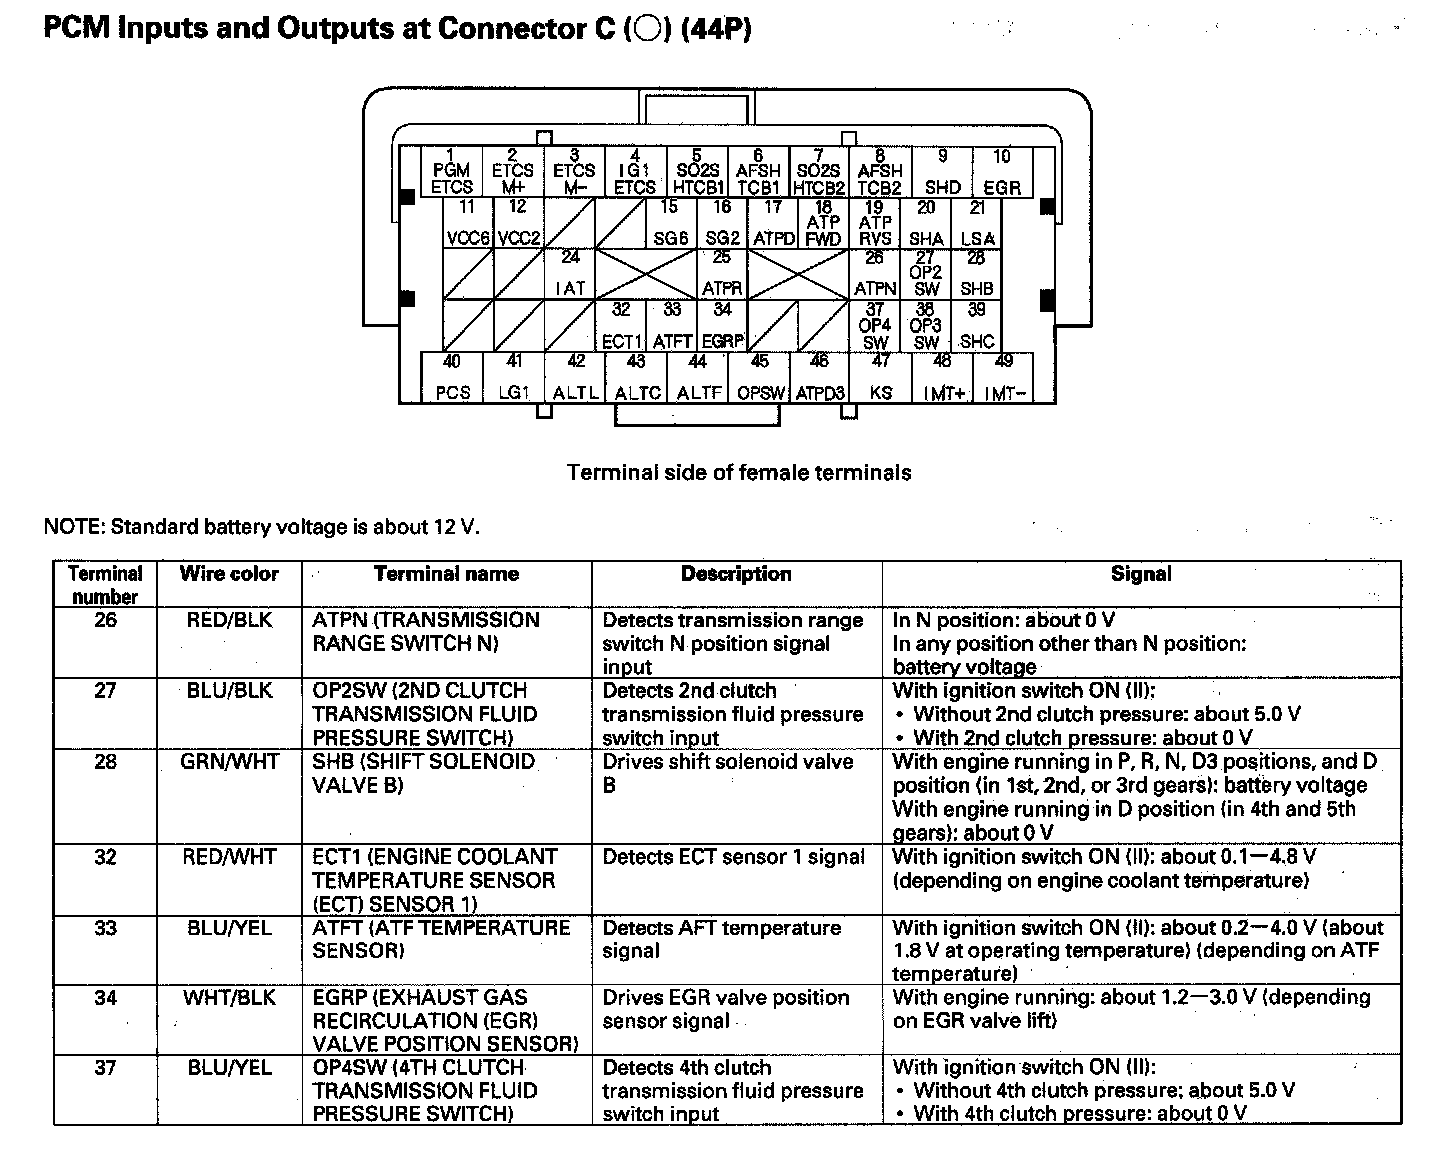 PCM Inputs and Outputs at Connector C (○) (44P)
1 PGM ETCS
2 ETCS M+
3 ETCS M−
4 IG1 ETCS
5 SO2S HTCB1
6 AFSH TCB1
7 SO2S HTCB2
8 AFSH TCB2
9 SHD
10 EGR
11 VCC6
12 VCC2
15 SG6
16 SG2
17 ATPD
18 ATP FWD
19 ATP RVS
20 SHA
21 LSA
24 IAT
25 ATPR
26 ATPN
27 OP2 SW
28 SHB
32 ECT1
33 ATFT
34 EGRP
37 OP4 SW
38 OP3 SW
39 SHC
40 PCS
41 LG1
42 ALTL
43 ALTC
44 ALTF
45 OPSW
46 ATPD3
47 KS
48 IMT+
49 IMT−
Terminal side of female terminals
NOTE: Standard battery voltage is about 12 V.
Terminal number
Wire color
Terminal name
Description
Signal
26
RED/BLK
ATPN (TRANSMISSION
RANGE SWITCH N)
Detects transmission range
switch N position signal
input
In N position: about 0 V
In any position other than N position:
battery voltage
27
BLU/BLK
OP2SW (2ND CLUTCH
TRANSMISSION FLUID
PRESSURE SWITCH)
Detects 2nd clutch
transmission fluid pressure
switch input
With ignition switch ON (II):
• Without 2nd clutch pressure: about 5.0 V
• With 2nd clutch pressure: about 0 V
28
GRN/WHT
SHB (SHIFT SOLENOID
VALVE B)
Drives shift solenoid valve
B
With engine running in P, R, N, D3 positions, and D
position (in 1st, 2nd, or 3rd gears): battery voltage
With engine running in D position (in 4th and 5th
gears): about 0 V
32
RED/WHT
ECT1 (ENGINE COOLANT
TEMPERATURE SENSOR
(ECT) SENSOR 1)
Detects ECT sensor 1 signal
With ignition switch ON (II): about 0.1—4.8 V
(depending on engine coolant temperature)
33
BLU/YEL
ATFT (ATF TEMPERATURE
SENSOR)
Detects AFT temperature
signal
With ignition switch ON (II): about 0.2—4.0 V (about
1.8 V at operating temperature) (depending on ATF
temperature)
34
WHT/BLK
EGRP (EXHAUST GAS
RECIRCULATION (EGR)
VALVE POSITION SENSOR)
Drives EGR valve position
sensor signal
With engine running: about 1.2—3.0 V (depending
on EGR valve lift)
37
BLU/YEL
OP4SW (4TH CLUTCH
TRANSMISSION FLUID
PRESSURE SWITCH)
Detects 4th clutch
transmission fluid pressure
switch input
With ignition switch ON (II):
• Without 4th clutch pressure: about 5.0 V
• With 4th clutch pressure: about 0 V